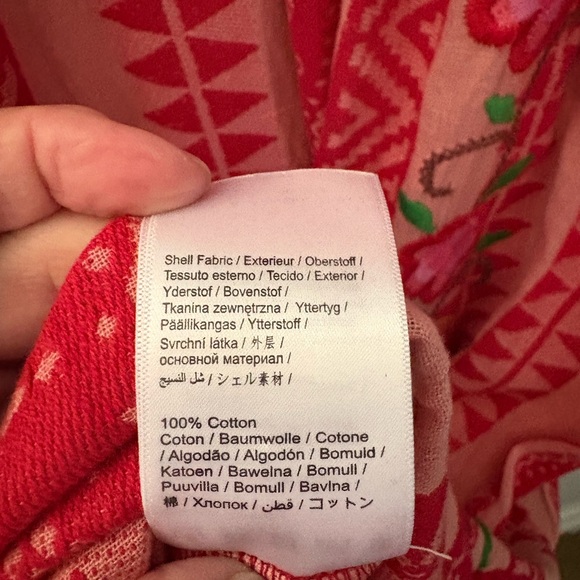 Shell Fabric / Exterieur / Oberstoff /
Tessuto esterno / Tecido / Exterior /
Yderstof / Bovenstof /
Tkanina zewnętrzna / Yttertyg /
Päällikangas / Ytterstoff /
Svrchní látka / 外层 /
основной материал /
شل النسيج / シェル素材 /
100% Cotton
Coton / Baumwolle / Cotone
/ Algodão / Algodón / Bomuld /
Katoen / Bawełna / Bomull /
Puuvilla / Bomull / Bavlna /
棉 / Хлопок / قطن / コットン